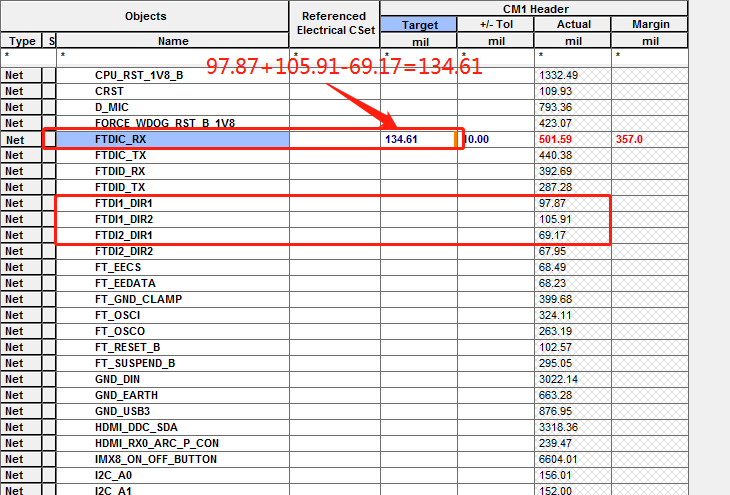 Objects Referenced Electrical CSet CM1 Header
Target +/- Tol Actual Margin
Type S Name mil mil mil mil
* * * * * * *
97.87+105.91-69.17=134.61
Net CPU_RST_1V8_B 1332.49
Net CRST 109.93
Net D_MIC 793.36
Net FORCE_WDOG_RST_B_1V8 423.07
Net FTDIC_RX 134.61 10.00 501.59 357.0
Net FTDIC_TX 440.38
Net FTDID_RX 392.69
Net FTDID_TX 287.28
Net FTDI1_DIR1 97.87
Net FTDI1_DIR2 105.91
Net FTDI2_DIR1 69.17
Net FTDI2_DIR2 67.95
Net FT_EECS 68.49
Net FT_EEDATA 68.23
Net FT_GND_CLAMP 399.68
Net FT_OSCI 324.11
Net FT_OSCO 263.19
Net FT_RESET_B 102.57
Net FT_SUSPEND_B 295.05
Net GND_DIN 3022.14
Net GND_EARTH 663.28
Net GND_USB3 876.95
Net HDMI_DDC_SDA 3318.36
Net HDMI_RX0_ARC_P_CON 239.47
Net IMX8_ON_OFF_BUTTON 6604.01
Net I2C_A0 156.01
Net I2C_A1 152.00